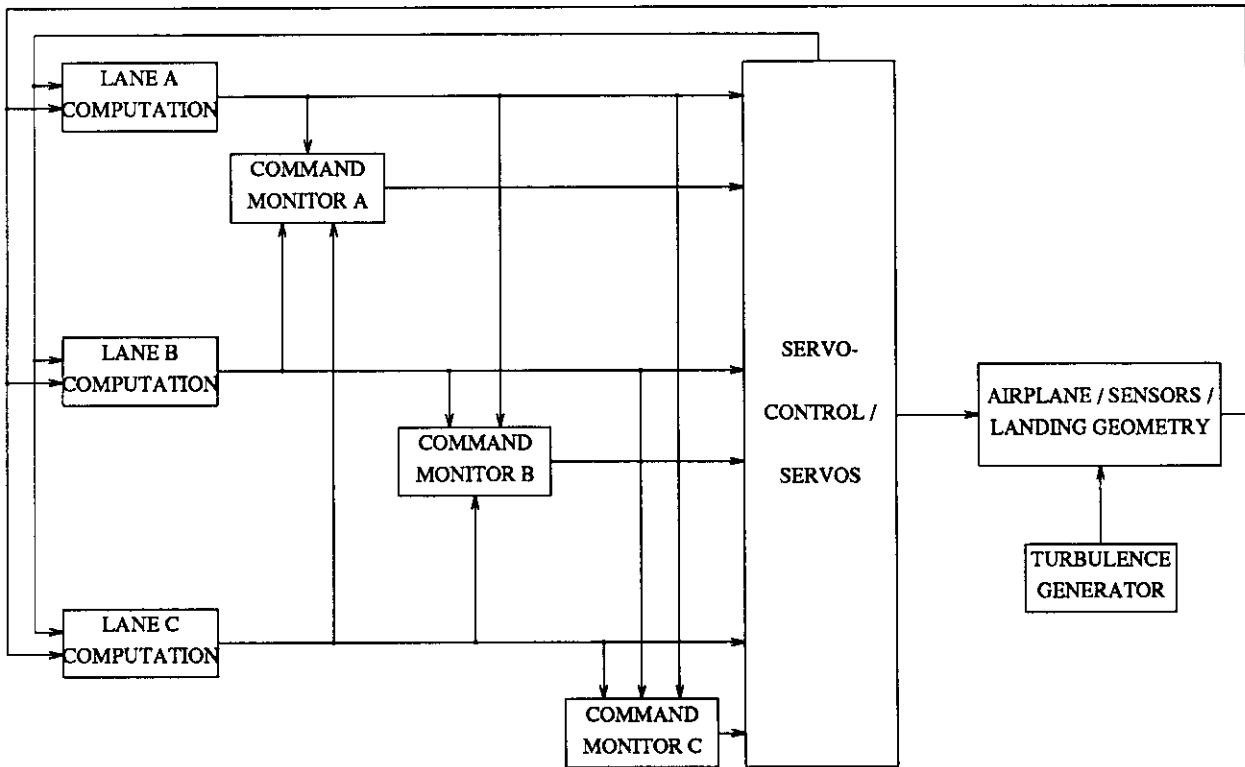 LANE A
COMPUTATION
COMMAND
MONITOR A
LANE B
COMPUTATION
COMMAND
MONITOR B
LANE C
COMPUTATION
COMMAND
MONITOR C
SERVO-
CONTROL /
SERVOS
AIRPLANE / SENSORS /
LANDING GEOMETRY
TURBULENCE
GENERATOR